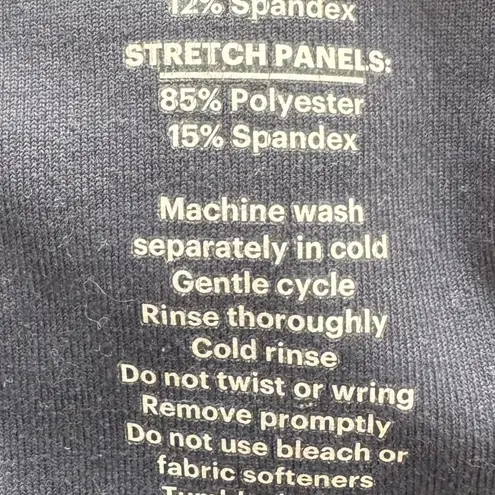 12% Spandex
STRETCH PANELS:
85% Polyester
15% Spandex
Machine wash
separately in cold
Gentle cycle
Rinse thoroughly
Cold rinse
Do not twist or wring
Remove promptly
Do not use bleach or
fabric softeners